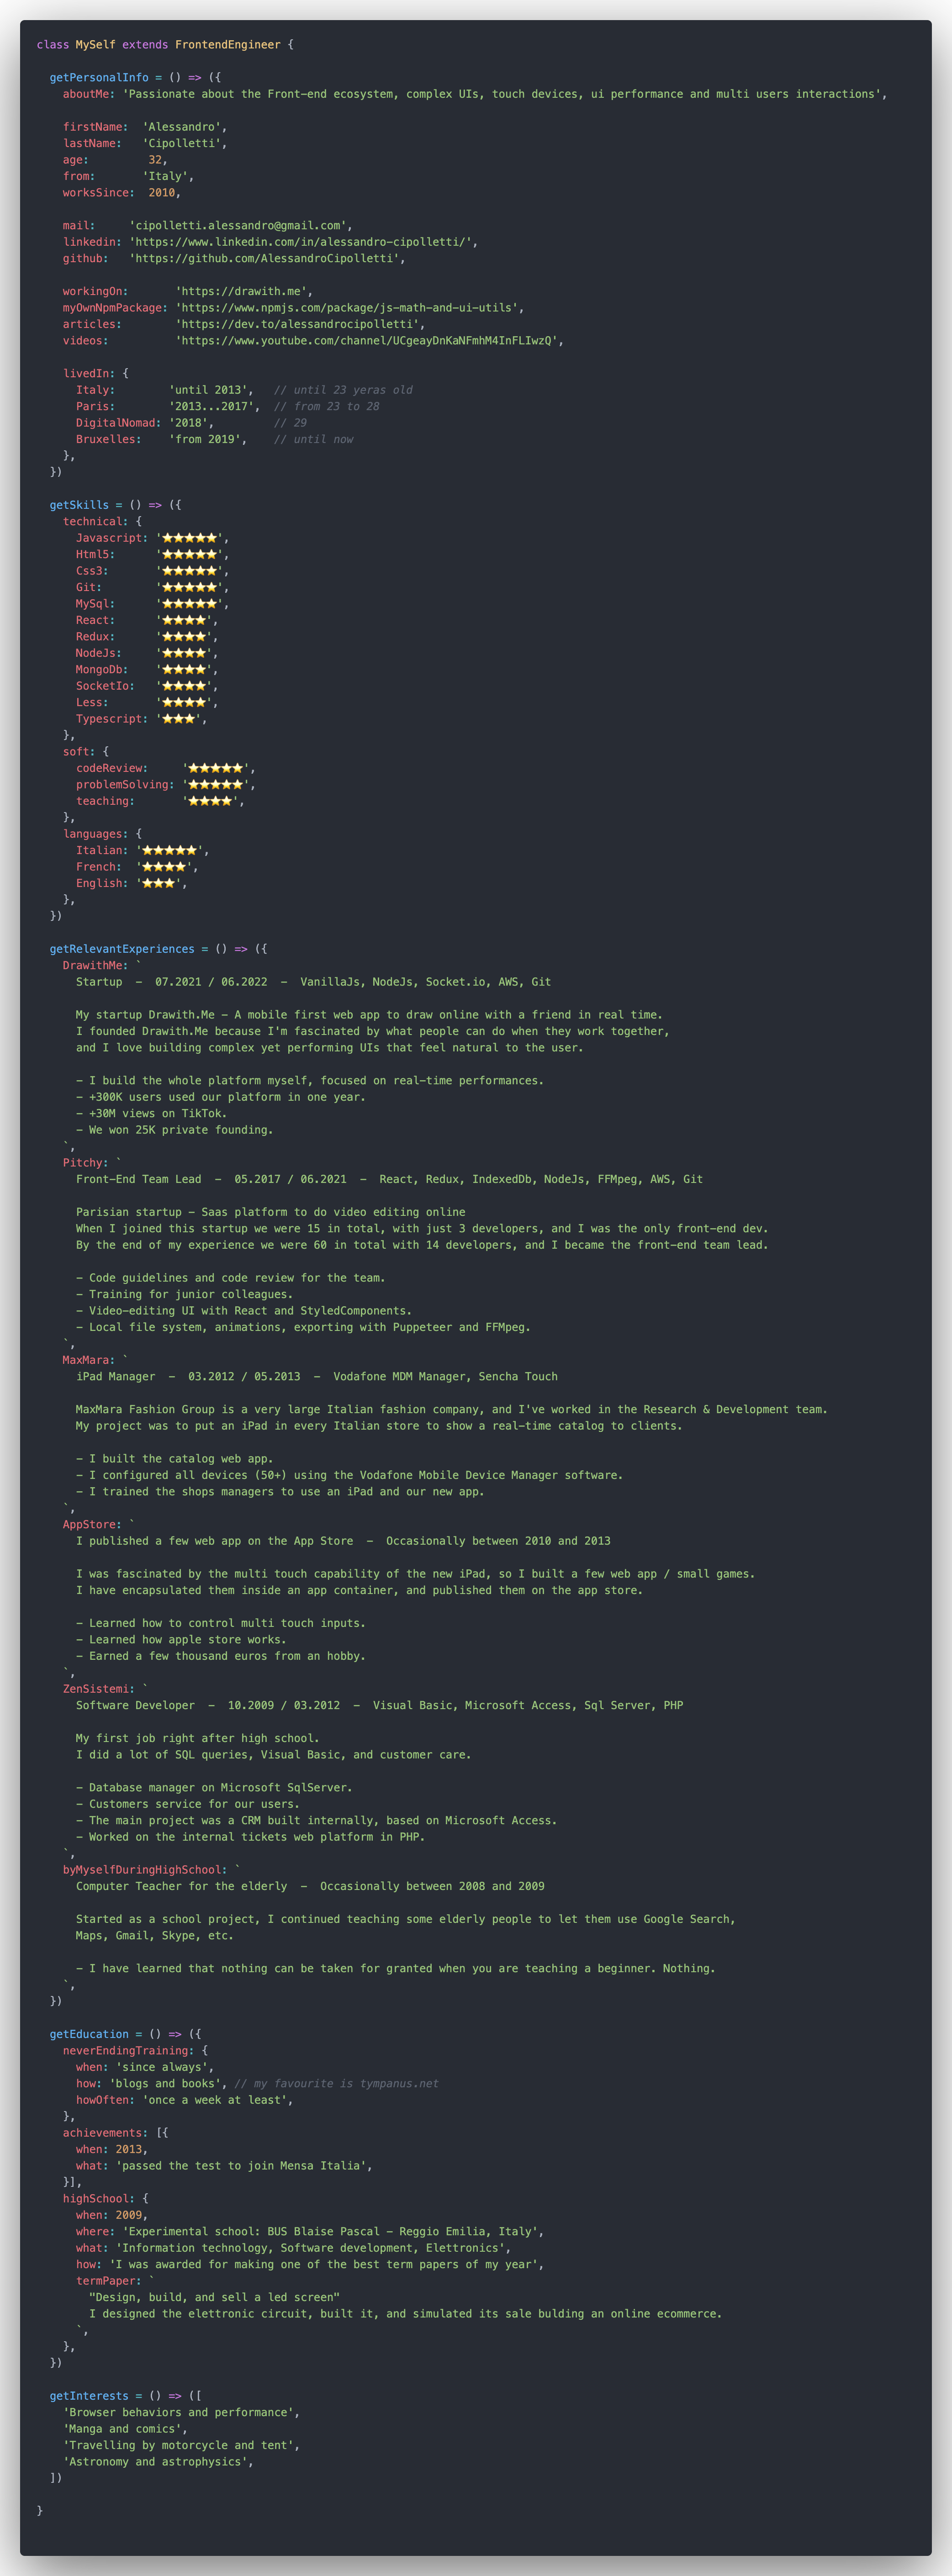 class MySelf extends FrontendEngineer {

  getPersonalInfo = () => ({
    aboutMe: 'Passionate about the Front-end ecosystem, complex UIs, touch devices, ui performance and multi users interactions',

    firstName:  'Alessandro',
    lastName:   'Cipolletti',
    age:         32,
    from:       'Italy',
    worksSince:  2010,

    mail:     'cipolletti.alessandro@gmail.com',
    linkedin: 'https://www.linkedin.com/in/alessandro-cipolletti/',
    github:   'https://github.com/AlessandroCipolletti',

    workingOn:       'https://drawith.me',
    myOwnNpmPackage: 'https://www.npmjs.com/package/js-math-and-ui-utils',
    articles:        'https://dev.to/alessandrocipolletti',
    videos:          'https://www.youtube.com/channel/UCgeayDnKaNFmhM4InFLIwzQ',

    livedIn: {
      Italy:        'until 2013',   // until 23 yeras old
      Paris:        '2013...2017',  // from 23 to 28
      DigitalNomad: '2018',         // 29
      Bruxelles:    'from 2019',    // until now
    },
  })

  getSkills = () => ({
    technical: {
      Javascript: '⭐⭐⭐⭐⭐',
      Html5:      '⭐⭐⭐⭐⭐',
      Css3:       '⭐⭐⭐⭐⭐',
      Git:        '⭐⭐⭐⭐⭐',
      MySql:      '⭐⭐⭐⭐⭐',
      React:      '⭐⭐⭐⭐',
      Redux:      '⭐⭐⭐⭐',
      NodeJs:     '⭐⭐⭐⭐',
      MongoDb:    '⭐⭐⭐⭐',
      SocketIo:   '⭐⭐⭐⭐',
      Less:       '⭐⭐⭐⭐',
      Typescript: '⭐⭐⭐',
    },
    soft: {
      codeReview:     '⭐⭐⭐⭐⭐',
      problemSolving: '⭐⭐⭐⭐⭐',
      teaching:       '⭐⭐⭐⭐',
    },
    languages: {
      Italian: '⭐⭐⭐⭐⭐',
      French:  '⭐⭐⭐⭐',
      English: '⭐⭐⭐',
    },
  })

  getRelevantExperiences = () => ({
    DrawithMe: `
      Startup  –  07.2021 / 06.2022  –  VanillaJs, NodeJs, Socket.io, AWS, Git

      My startup Drawith.Me – A mobile first web app to draw online with a friend in real time.
      I founded Drawith.Me because I'm fascinated by what people can do when they work together,
      and I love building complex yet performing UIs that feel natural to the user.

      – I build the whole platform myself, focused on real-time performances.
      – +300K users used our platform in one year.
      – +30M views on TikTok.
      – We won 25K private founding.
    `,
    Pitchy: `
      Front-End Team Lead  –  05.2017 / 06.2021  –  React, Redux, IndexedDb, NodeJs, FFMpeg, AWS, Git

      Parisian startup – Saas platform to do video editing online
      When I joined this startup we were 15 in total, with just 3 developers, and I was the only front-end dev.
      By the end of my experience we were 60 in total with 14 developers, and I became the front-end team lead.

      – Code guidelines and code review for the team.
      – Training for junior colleagues.
      – Video-editing UI with React and StyledComponents.
      – Local file system, animations, exporting with Puppeteer and FFMpeg.
    `,
    MaxMara: `
      iPad Manager  –  03.2012 / 05.2013  –  Vodafone MDM Manager, Sencha Touch

      MaxMara Fashion Group is a very large Italian fashion company, and I've worked in the Research & Development team.
      My project was to put an iPad in every Italian store to show a real-time catalog to clients.

      – I built the catalog web app.
      – I configured all devices (50+) using the Vodafone Mobile Device Manager software.
      – I trained the shops managers to use an iPad and our new app.
    `,
    AppStore: `
      I published a few web app on the App Store  –  Occasionally between 2010 and 2013

      I was fascinated by the multi touch capability of the new iPad, so I built a few web app / small games.
      I have encapsulated them inside an app container, and published them on the app store.

      – Learned how to control multi touch inputs.
      – Learned how apple store works.
      – Earned a few thousand euros from an hobby.
    `,
    ZenSistemi: `
      Software Developer  –  10.2009 / 03.2012  –  Visual Basic, Microsoft Access, Sql Server, PHP

      My first job right after high school.
      I did a lot of SQL queries, Visual Basic, and customer care.

      – Database manager on Microsoft SqlServer.
      – Customers service for our users.
      – The main project was a CRM built internally, based on Microsoft Access.
      – Worked on the internal tickets web platform in PHP.
    `,
    byMyselfDuringHighSchool: `
      Computer Teacher for the elderly  –  Occasionally between 2008 and 2009

      Started as a school project, I continued teaching some elderly people to let them use Google Search,
      Maps, Gmail, Skype, etc.

      – I have learned that nothing can be taken for granted when you are teaching a beginner. Nothing.
    `,
  })

  getEducation = () => ({
    neverEndingTraining: {
      when: 'since always',
      how: 'blogs and books', // my favourite is tympanus.net
      howOften: 'once a week at least',
    },
    achievements: [{
      when: 2013,
      what: 'passed the test to join Mensa Italia',
    }],
    highSchool: {
      when: 2009,
      where: 'Experimental school: BUS Blaise Pascal – Reggio Emilia, Italy',
      what: 'Information technology, Software development, Elettronics',
      how: 'I was awarded for making one of the best term papers of my year',
      termPaper: `
        "Design, build, and sell a led screen"
        I designed the elettronic circuit, built it, and simulated its sale bulding an online ecommerce.
      `,
    },
  })

  getInterests = () => ([
    'Browser behaviors and performance',
    'Manga and comics',
    'Travelling by motorcycle and tent',
    'Astronomy and astrophysics',
  ])

}